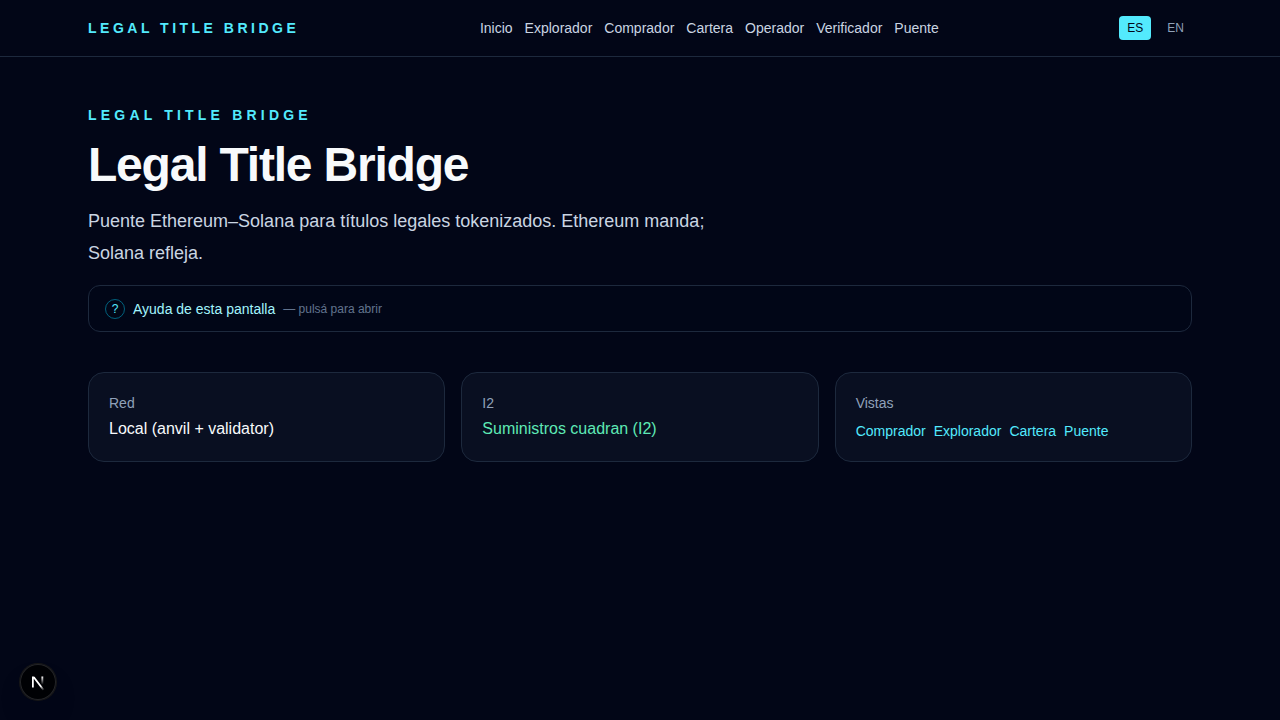 LEGAL TITLE BRIDGE
Inicio Explorador Comprador Cartera Operador Verificador Puente
ES EN
LEGAL TITLE BRIDGE
Legal Title Bridge
Puente Ethereum–Solana para títulos legales tokenizados. Ethereum manda;
Solana refleja.
? Ayuda de esta pantalla — pulsá para abrir
Red
Local (anvil + validator)
I2
Suministros cuadran (I2)
Vistas
Comprador Explorador Cartera Puente
N